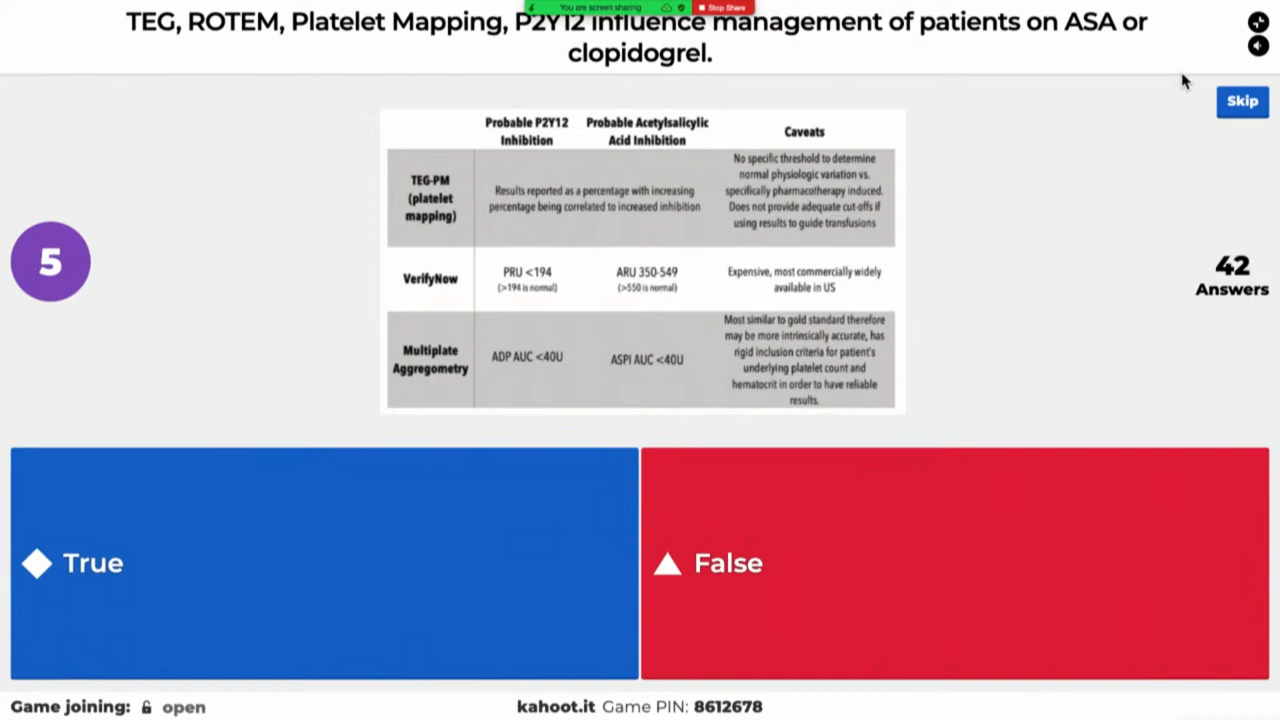 You are screen sharing
Stop Share
TEG, ROTEM, Platelet Mapping, P2Y12 influence management of patients on ASA or
clopidogrel.
Skip
Probable P2Y12
Inhibition
Probable Acetylsalicylic
Acid Inhibition
Caveats
TEG-PM
(platelet
mapping)
Results reported as a percentage with increasing
percentage being correlated to increased inhibition
No specific threshold to determine
normal physiologic variation vs.
specifically pharmacotherapy induced.
Does not provide adequate cut-offs if
using results to guide transfusions
VerifyNow
PRU <194
(>194 is normal)
ARU 350-549
(>550 is normal)
Expensive, most commercially widely
available in US
Multiplate
Aggregometry
ADP AUC <40U
ASPI AUC <40U
Most similar to gold standard therefore
may be more intrinsically accurate, has
rigid inclusion criteria for patient's
underlying platelet count and
hematocrit in order to have reliable
results.
5
42
Answers
True
False
Game joining: open
kahoot.it Game PIN: 8612678